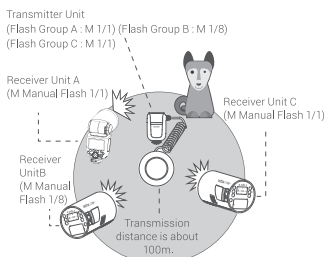 Transmitter Unit
(Flash Group A : M 1/1) (Flash Group B : M 1/8)
(Flash Group C : M 1/1)
Receiver Unit A
(M Manual Flash 1/1)
Receiver Unit C
(M Manual Flash 1/1)
Receiver
UnitB
(M Manual
Flash 1/8)
Transmission
distance is about
100m.